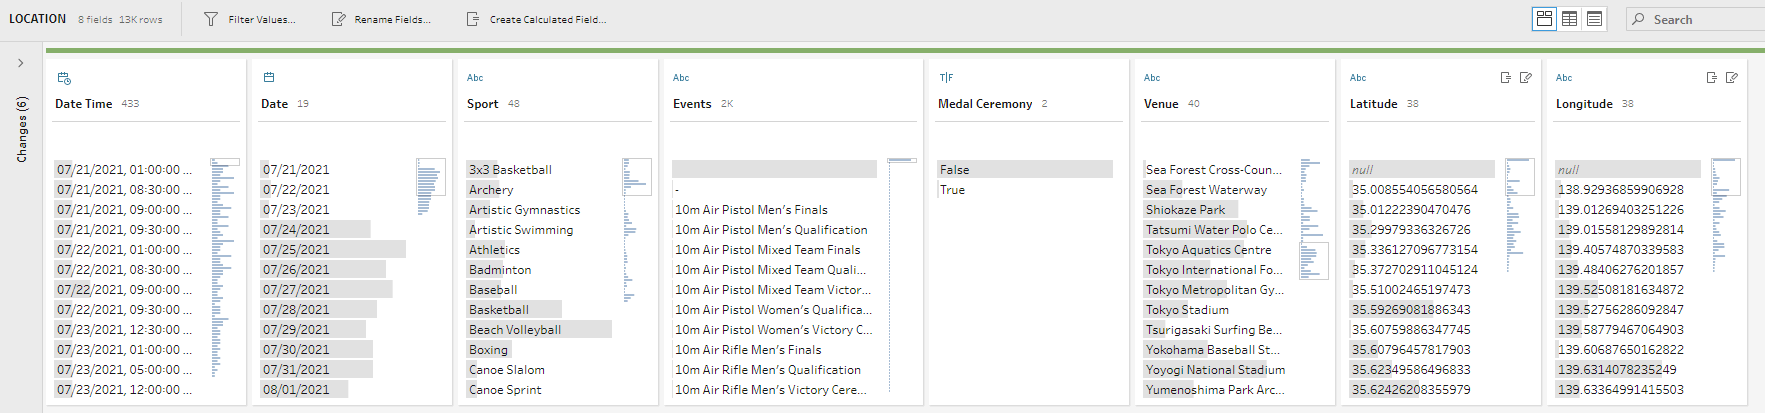 LOCATION 8 fields 13K rows Filter Values... Rename Fields... Create Calculated Field... Search
Changes (6)
Date Time 433
07/21/2021, 01:00:00 ...
07/21/2021, 08:30:00 ...
07/21/2021, 09:00:00 ...
07/21/2021, 09:30:00 ...
07/22/2021, 01:00:00 ...
07/22/2021, 08:30:00 ...
07/22/2021, 09:00:00 ...
07/22/2021, 09:30:00 ...
07/23/2021, 12:30:00 ...
07/23/2021, 01:00:00 ...
07/23/2021, 05:00:00 ...
07/23/2021, 12:00:00 ...
Date 19
07/21/2021
07/22/2021
07/23/2021
07/24/2021
07/25/2021
07/26/2021
07/27/2021
07/28/2021
07/29/2021
07/30/2021
07/31/2021
08/01/2021
Abc
Sport 48
3x3 Basketball
Archery
Artistic Gymnastics
Artistic Swimming
Athletics
Badminton
Baseball
Basketball
Beach Volleyball
Boxing
Canoe Slalom
Canoe Sprint
Abc
Events 2K
-
10m Air Pistol Men's Finals
10m Air Pistol Men's Qualification
10m Air Pistol Mixed Team Finals
10m Air Pistol Mixed Team Quali...
10m Air Pistol Mixed Team Victor...
10m Air Pistol Women's Qualifica...
10m Air Pistol Women's Victory C...
10m Air Rifle Men's Finals
10m Air Rifle Men's Qualification
10m Air Rifle Men's Victory Cere...
T|F
Medal Ceremony 2
False
True
Abc
Venue 40
Sea Forest Cross-Coun...
Sea Forest Waterway
Shiokaze Park
Tatsumi Water Polo Ce...
Tokyo Aquatics Centre
Tokyo International Fo...
Tokyo Metropolitan Gy...
Tokyo Stadium
Tsurigasaki Surfing Be...
Yokohama Baseball St...
Yoyogi National Stadium
Yumenoshima Park Arc...
Abc
Latitude 38
null
35.008554056580564
35.01222390470476
35.29979336326726
35.336127096773154
35.372702911045124
35.51002465197473
35.59269081886343
35.60759886347745
35.60796457817903
35.62349586496833
35.62426208355979
Abc
Longitude 38
null
138.92936859906928
139.01269403251226
139.01558129892814
139.40574870339583
139.48406276201857
139.52508181634872
139.52756286092847
139.58779467064903
139.60687650162822
139.6314078235249
139.63364991415503